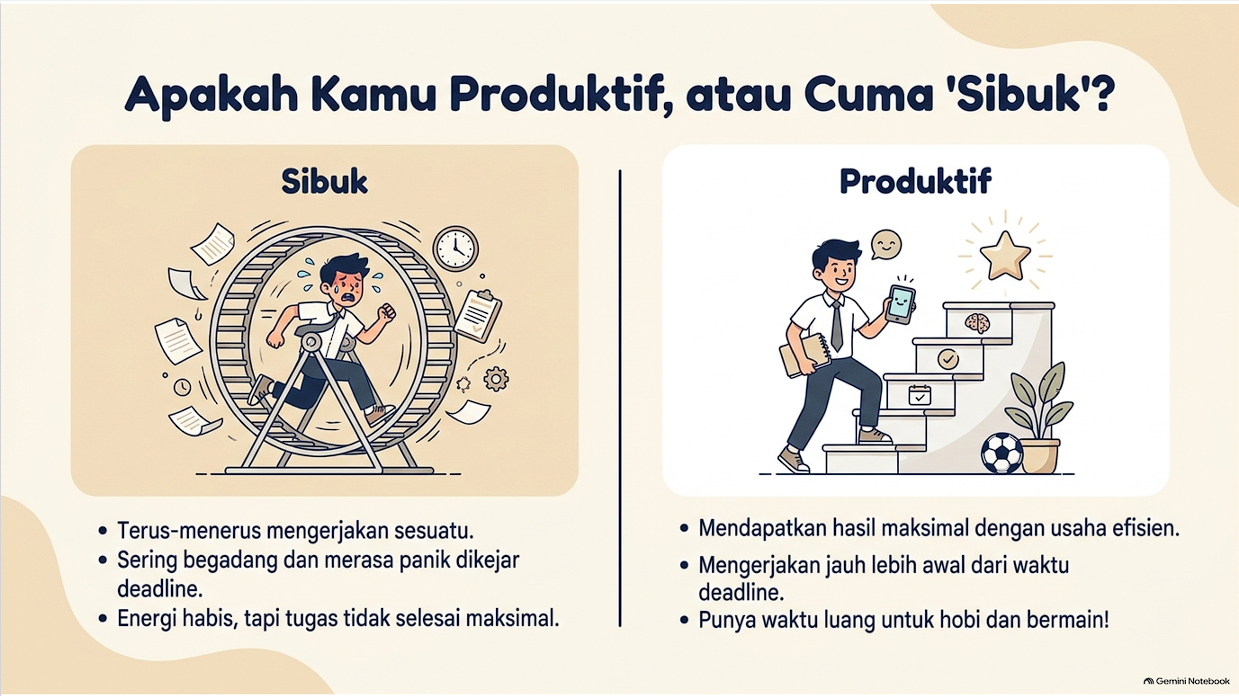 Apakah Kamu Produktif, atau Cuma 'Sibuk'?
Sibuk
• Terus-menerus mengerjakan sesuatu.
• Sering begadang dan merasa panik dikejar
deadline.
• Energi habis, tapi tugas tidak selesai maksimal.
Produktif
• Mendapatkan hasil maksimal dengan usaha efisien.
• Mengerjakan jauh lebih awal dari waktu
deadline.
• Punya waktu luang untuk hobi dan bermain!
Gemini Notebook